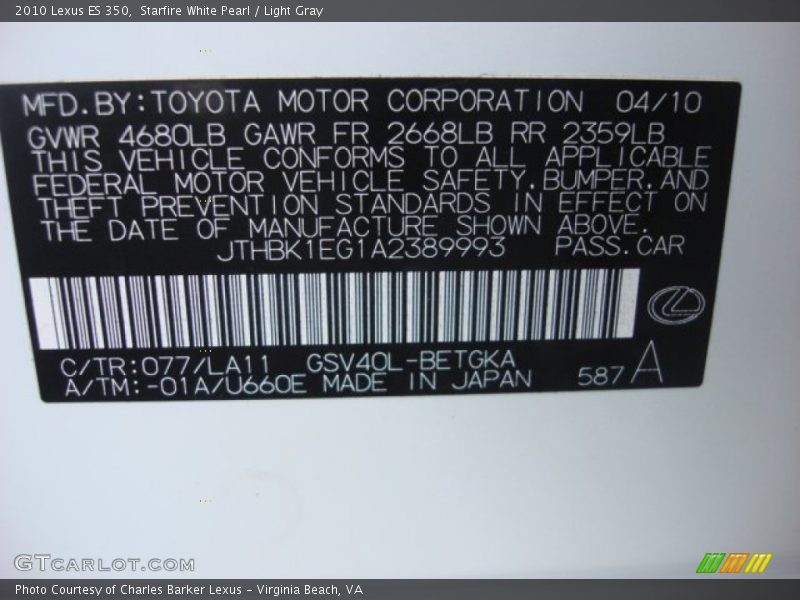 2010 Lexus ES 350,  Starfire White Pearl / Light Gray
MFD.BY:TOYOTA MOTOR CORPORATION 04/10
GVWR 4680LB GAWR FR 2668LB RR 2359LB
THIS VEHICLE CONFORMS TO ALL APPLICABLE
FEDERAL MOTOR VEHICLE SAFETY.BUMPER.AND
THEFT PREVENTION STANDARDS IN EFFECT ON
THE DATE OF MANUFACTURE SHOWN ABOVE.
JTHBK1EG1A2389993 PASS.CAR
C/TR:077/LA11 GSV40L-BETGKA
A/TM:-01A/U660E MADE IN JAPAN 587 A
GTCARLOT.COM
Photo Courtesy of Charles Barker Lexus - Virginia Beach, VA